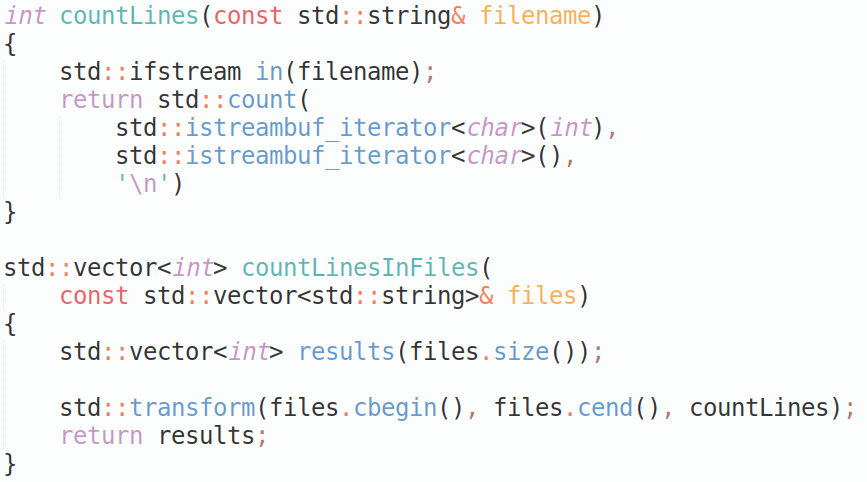 int countLines(const std::string& filename)
{
    std::ifstream in(filename);
    return std::count(
        std::istreambuf_iterator<char>(int),
        std::istreambuf_iterator<char>(),
        '\n')
}

std::vector<int> countLinesInFiles(
    const std::vector<std::string>& files)
{
    std::vector<int> results(files.size());

    std::transform(files.cbegin(), files.cend(), countLines);
    return results;
}